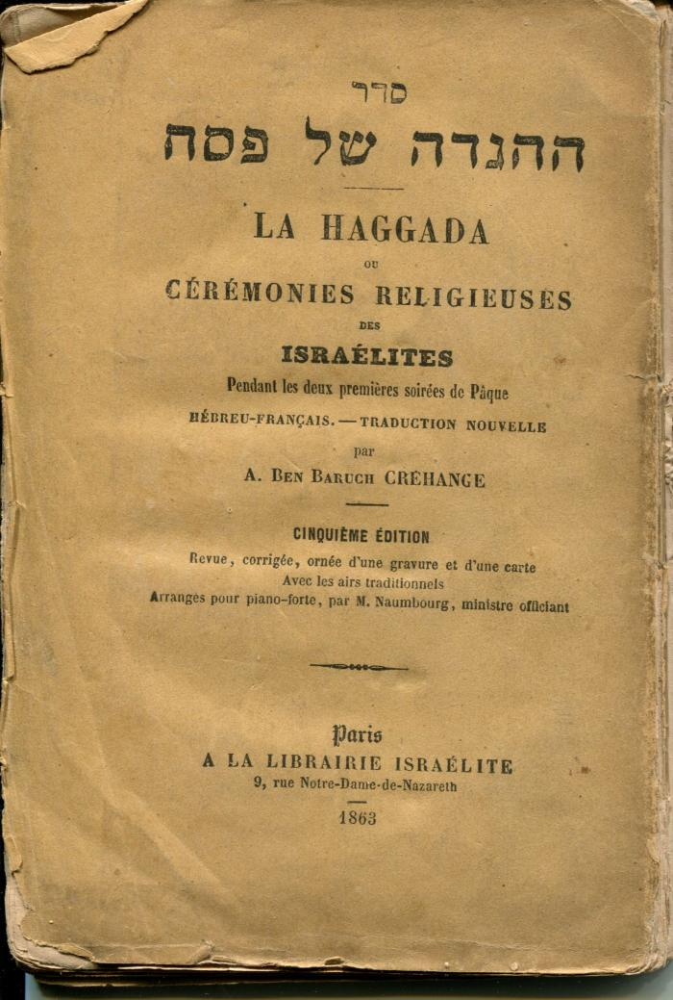 סדר
ההגדה של פסח
LA HAGGADA
OU
CÉRÉMONIES RELIGIEUSES
DES
ISRAÉLITES
Pendant les deux premières soirées de Pâque
HÉBREU-FRANÇAIS. — TRADUCTION NOUVELLE
par
A. BEN BARUCH CRÉHANGE
CINQUIÈME ÉDITION
Revue, corrigée, ornée d'une gravure et d'une carte
Avec les airs traditionnels
Arrangés pour piano-forte, par M. Naumbourg, ministre officiant
Paris
A LA LIBRAIRIE ISRAÉLITE
9, rue Notre-Dame-de-Nazareth
1863